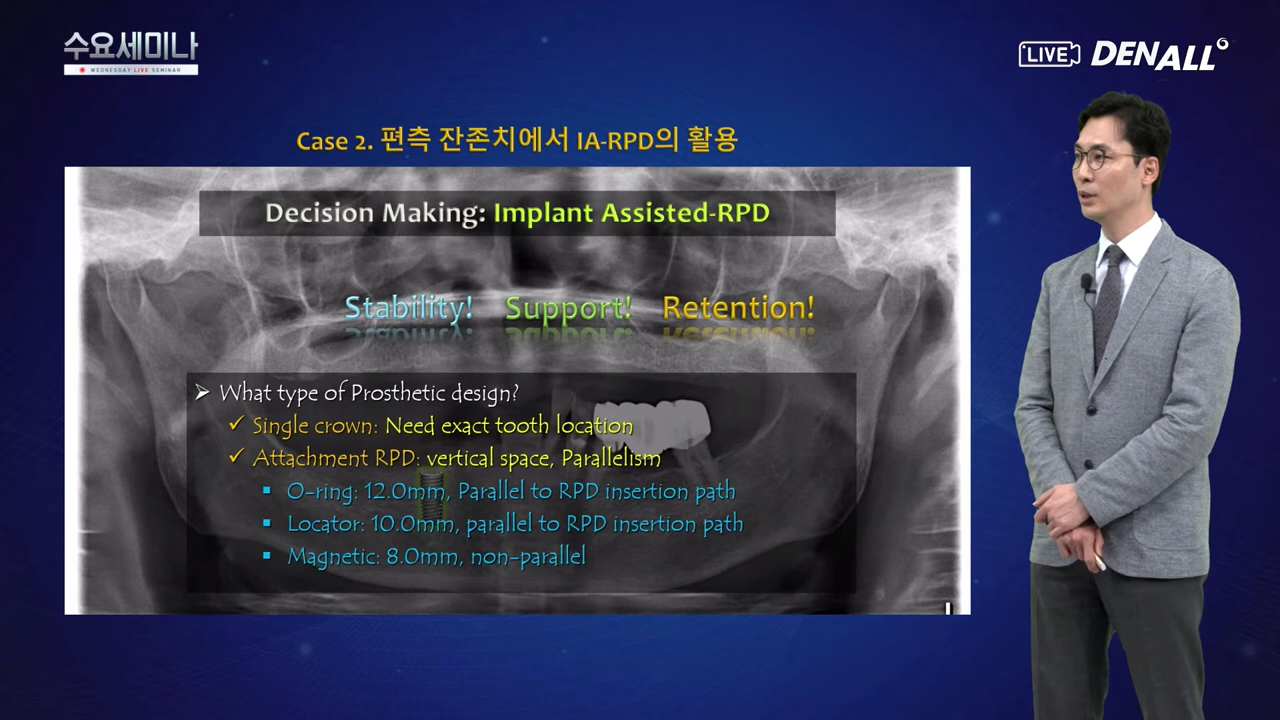 수요세미나
WEDNESDAY LIVE SEMINAR
LIVE DENALL
Case 2. 편측 잔존치에서 IA-RPD의 활용
Decision Making: Implant Assisted-RPD
Stability! Support! Retention!
➢ What type of Prosthetic design?
✓ Single crown: Need exact tooth location
✓ Attachment RPD: vertical space, Parallelism
▪ O-ring: 12.0mm, Parallel to RPD insertion path
▪ Locator: 10.0mm, parallel to RPD insertion path
▪ Magnetic: 8.0mm, non-parallel